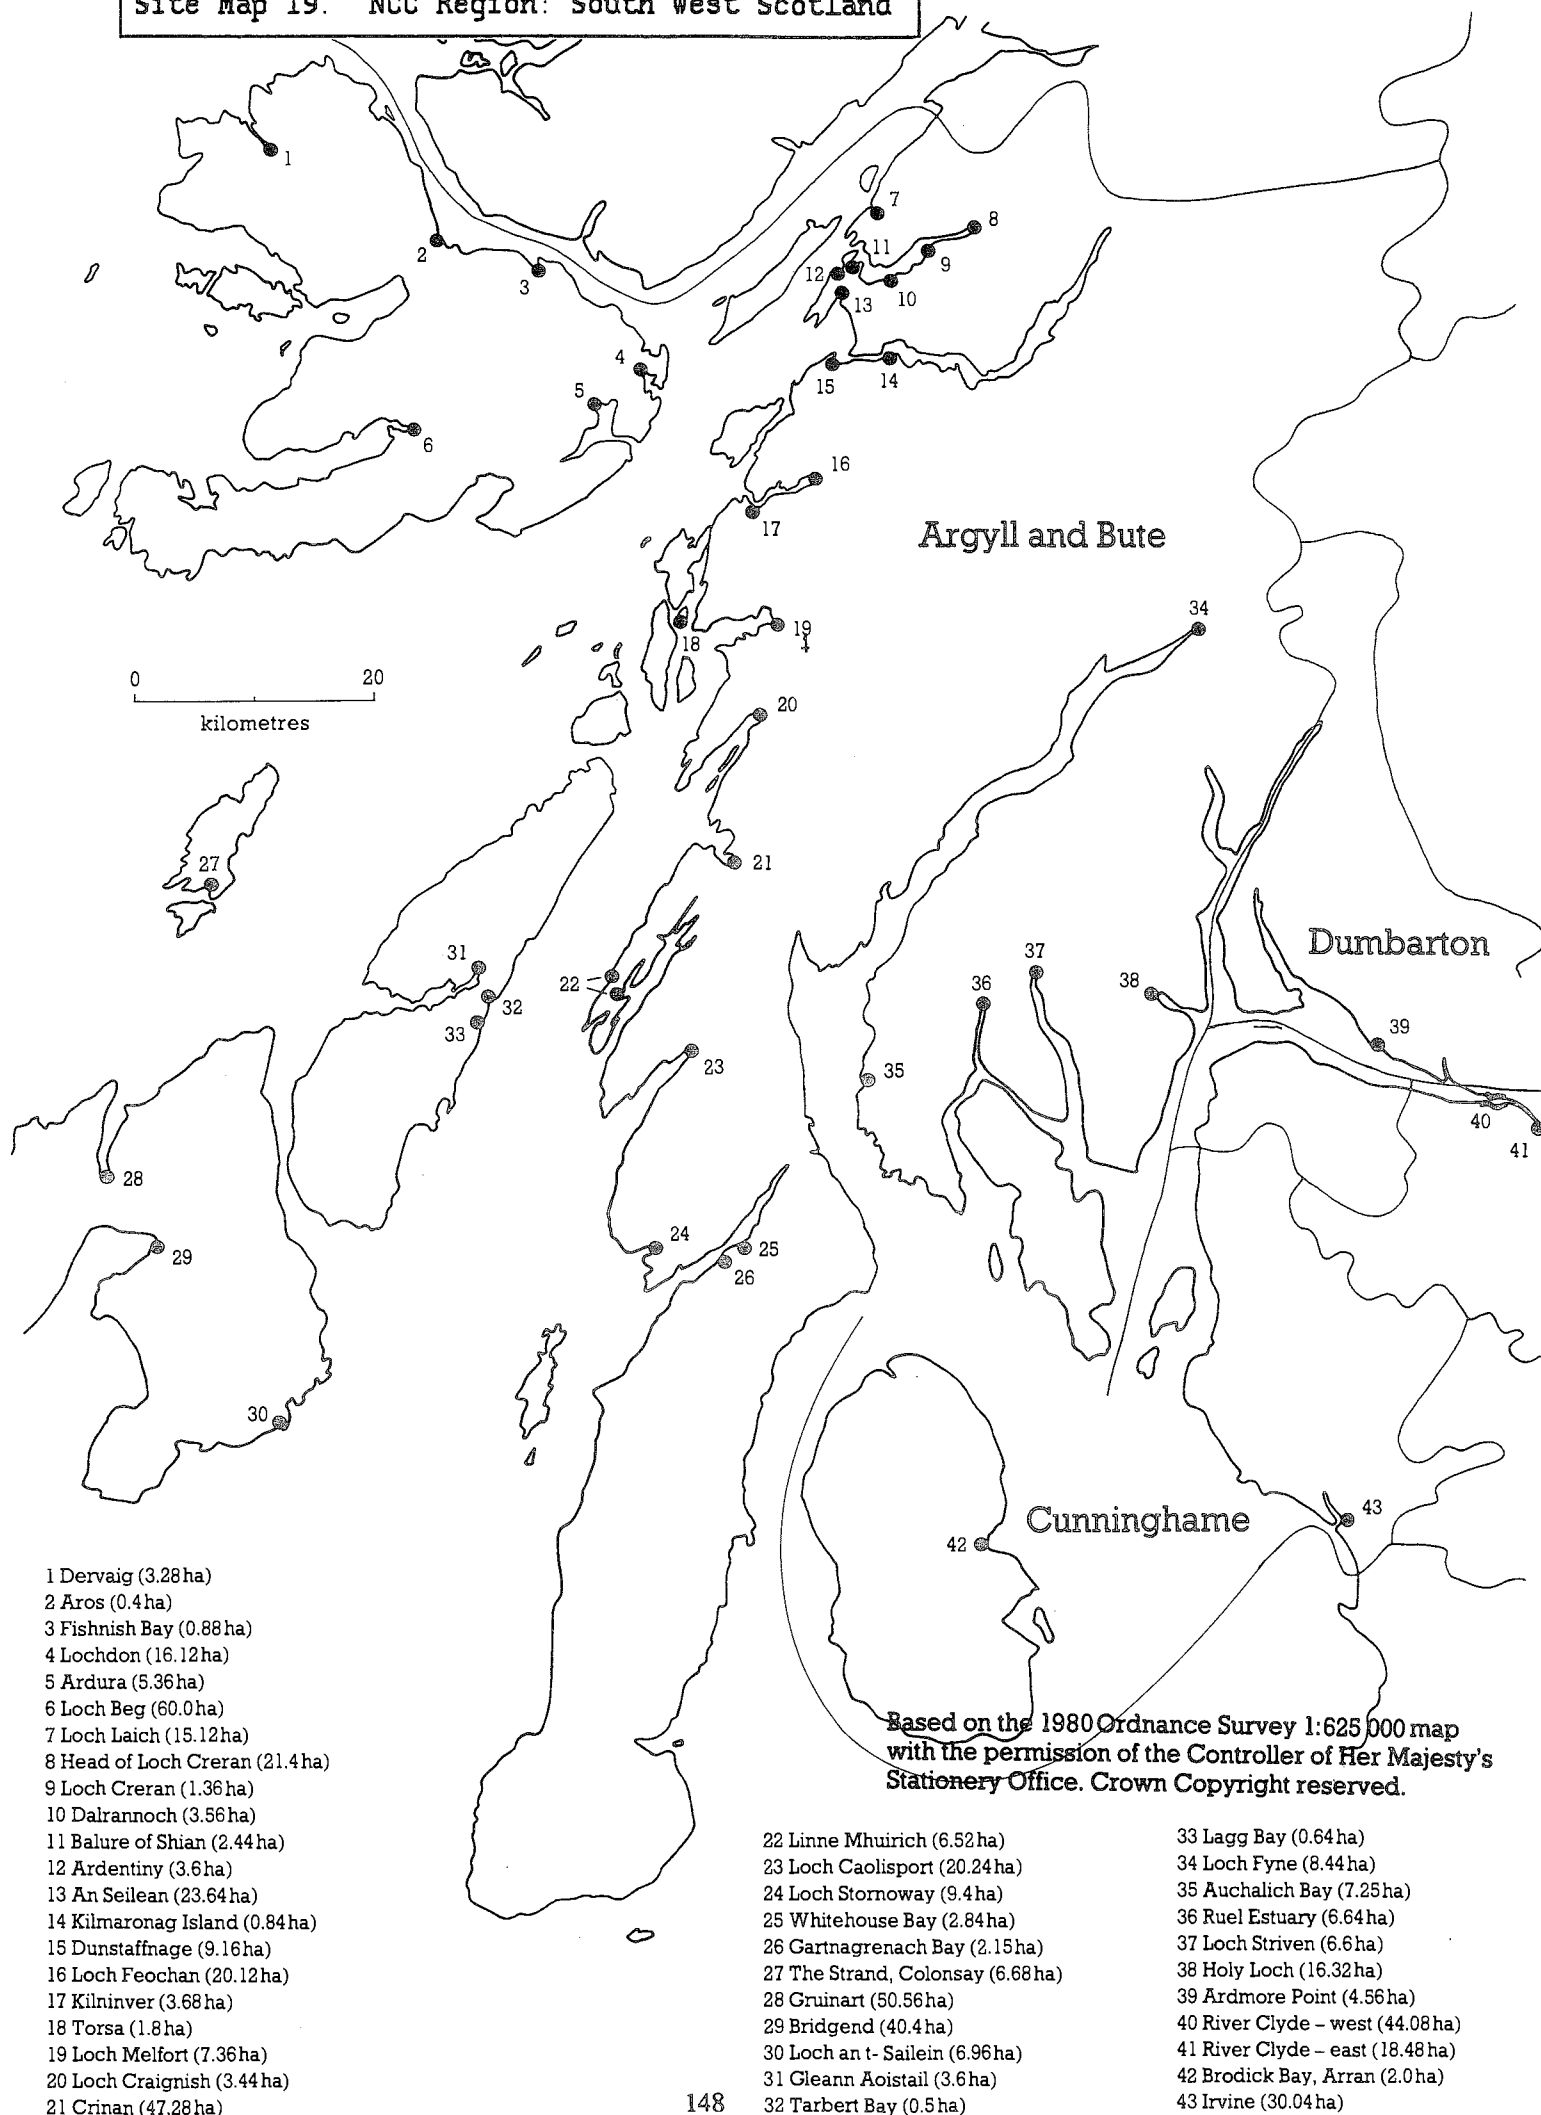 Site Map 19. NCC Region: South West Scotland
1
2
3
4
5
6
7
8
9
10
11
12
13
14
15
16
17
18
19
20
21
22
23
24
25
26
27
28
29
30
31
32
33
34
35
36
37
38
39
40
41
42
43
Argyll and Bute
0 20
kilometres
Dumbarton
Cunninghame
Based on the 1980 Ordnance Survey 1:625 000 map
with the permission of the Controller of Her Majesty's
Stationery Office. Crown Copyright reserved.
1 Dervaig (3.28 ha)
2 Aros (0.4 ha)
3 Fishnish Bay (0.88 ha)
4 Lochdon (16.12 ha)
5 Ardura (5.36 ha)
6 Loch Beg (60.0 ha)
7 Loch Laich (15.12 ha)
8 Head of Loch Creran (21.4 ha)
9 Loch Creran (1.36 ha)
10 Dalrannoch (3.56 ha)
11 Balure of Shian (2.44 ha)
12 Ardentiny (3.6 ha)
13 An Seilean (23.64 ha)
14 Kilmaronag Island (0.84 ha)
15 Dunstaffnage (9.16 ha)
16 Loch Feochan (20.12 ha)
17 Kilninver (3.68 ha)
18 Torsa (1.8 ha)
19 Loch Melfort (7.36 ha)
20 Loch Craignish (3.44 ha)
21 Crinan (47.28 ha)
22 Linne Mhuirich (6.52 ha)
23 Loch Caolisport (20.24 ha)
24 Loch Stornoway (9.4 ha)
25 Whitehouse Bay (2.84 ha)
26 Gartnagrenach Bay (2.15 ha)
27 The Strand, Colonsay (6.68 ha)
28 Gruinart (50.56 ha)
29 Bridgend (40.4 ha)
30 Loch an t- Sailein (6.96 ha)
31 Gleann Aoistail (3.6 ha)
32 Tarbert Bay (0.5 ha)
33 Lagg Bay (0.64 ha)
34 Loch Fyne (8.44 ha)
35 Auchalich Bay (7.25 ha)
36 Ruel Estuary (6.64 ha)
37 Loch Striven (6.6 ha)
38 Holy Loch (16.32 ha)
39 Ardmore Point (4.56 ha)
40 River Clyde – west (44.08 ha)
41 River Clyde – east (18.48 ha)
42 Brodick Bay, Arran (2.0 ha)
43 Irvine (30.04 ha)
148